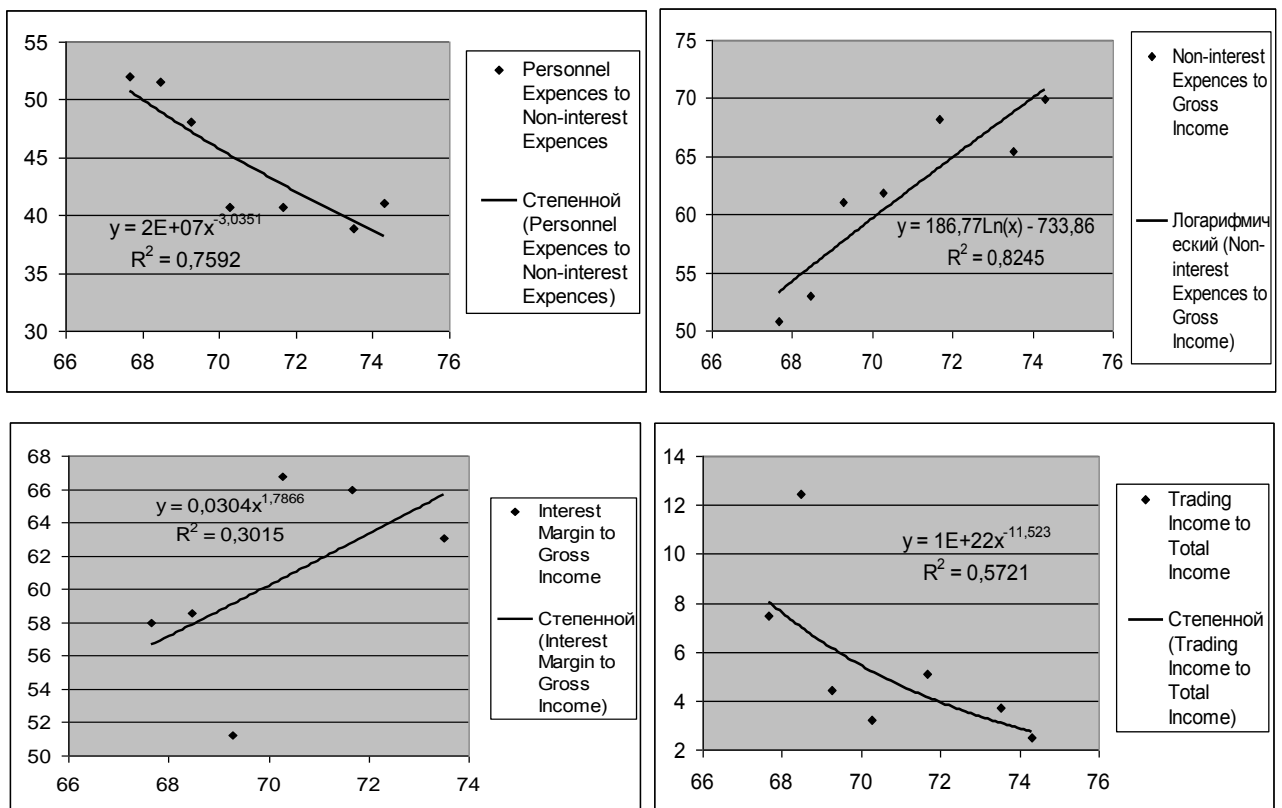 55
50
45
40
35
30
66
68
70
72
74
76
y = 2E+07x^-3,0351
R² = 0,7592
Personnel
Expences to
Non-interest
Expences
Степенной
(Personnel
Expences to
Non-interest
Expences)
75
70
65
60
55
50
66
68
70
72
74
76
y = 186,77Ln(x) - 733,86
R² = 0,8245
Non-interest
Expences to
Gross
Income
Логарифмич
еский (Non-
interest
Expences to
Gross
Income)
68
66
64
62
60
58
56
54
52
50
66
68
70
72
74
y = 0,0304x^1,7866
R² = 0,3015
Interest
Margin to
Gross
Income
Степенной
(Interest
Margin to
Gross
Income)
14
12
10
8
6
4
2
66
68
70
72
74
76
y = 1E+22x^-11,523
R² = 0,5721
Trading
Income to
Total
Income
Степенной
(Trading
Income to
Total
Income)